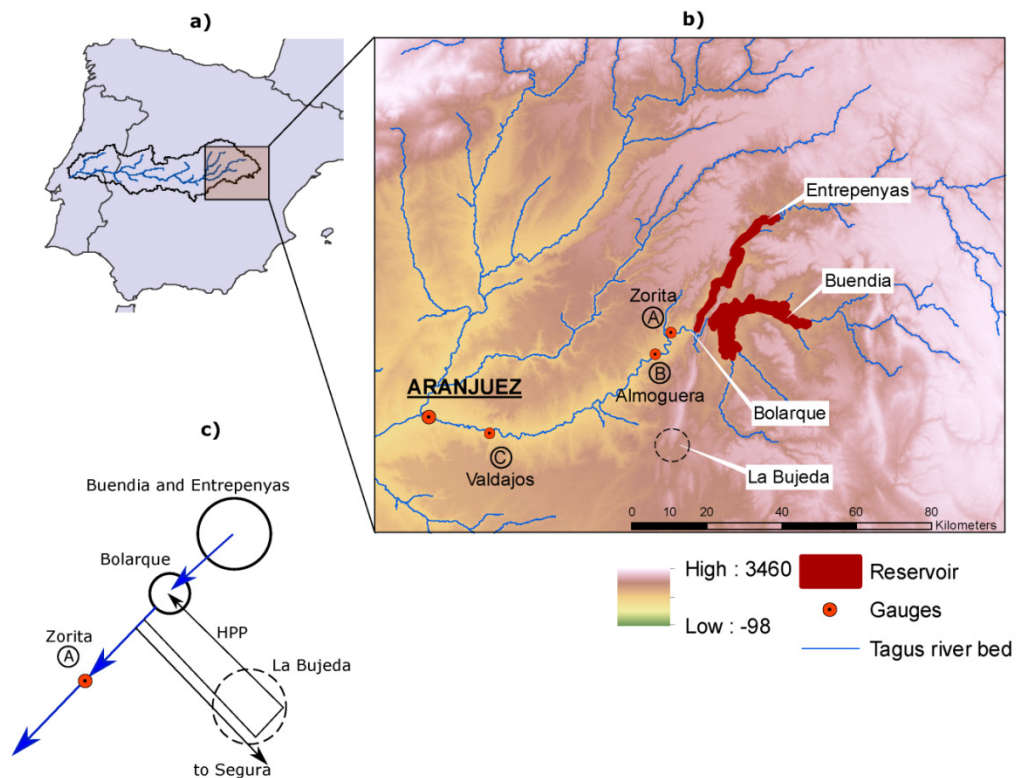 a)
b)
Entrepenyas
Buendia
Zorita
A
B
Almoguera
ARANJUEZ
Bolarque
C
Valdajos
La Bujeda
0 10 20 40 60 80
Kilometers
c)
Buendia and Entrepenyas
Bolarque
HPP
Zorita
A
La Bujeda
to Segura
High : 3460
Low : -98
Reservoir
Gauges
Tagus river bed